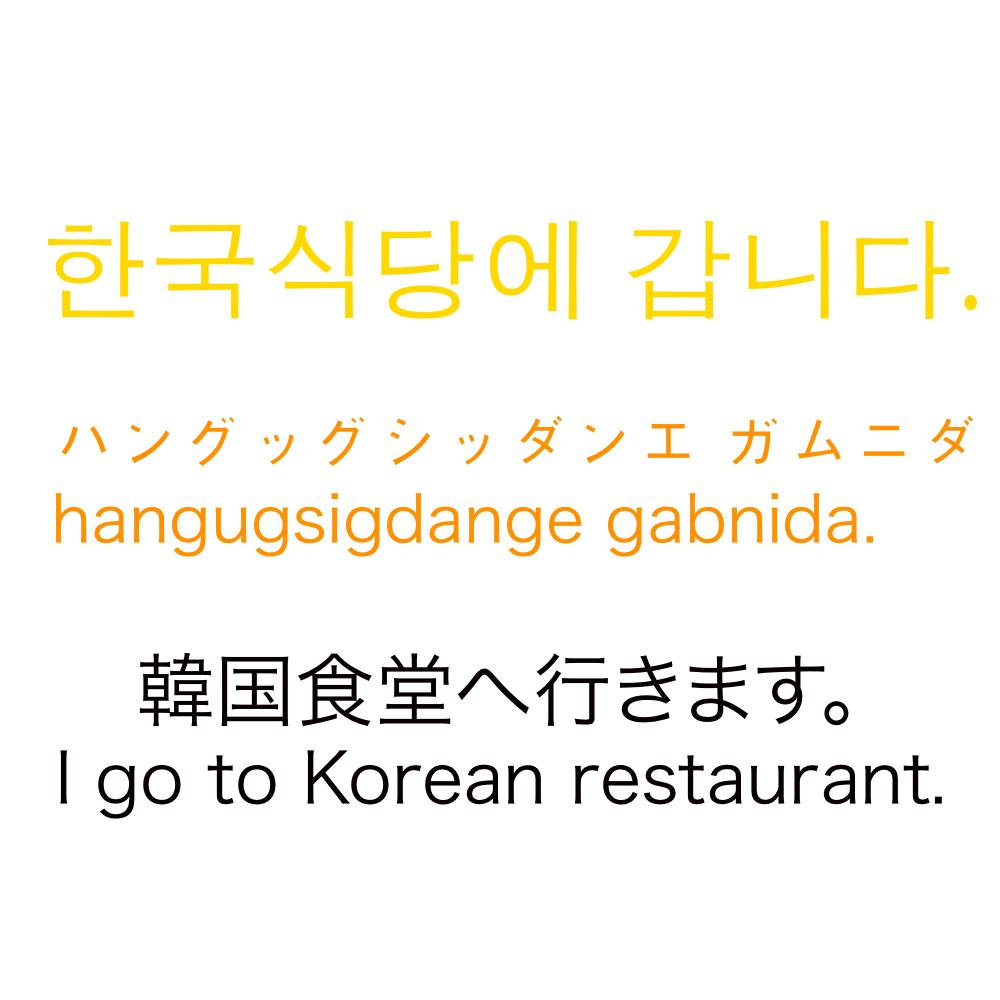 한국식당에 갑니다.
ハングッグシッダンエ ガムニダ
hangugsigdange gabnida.
韓国食堂へ行きます。
I go to Korean restaurant.